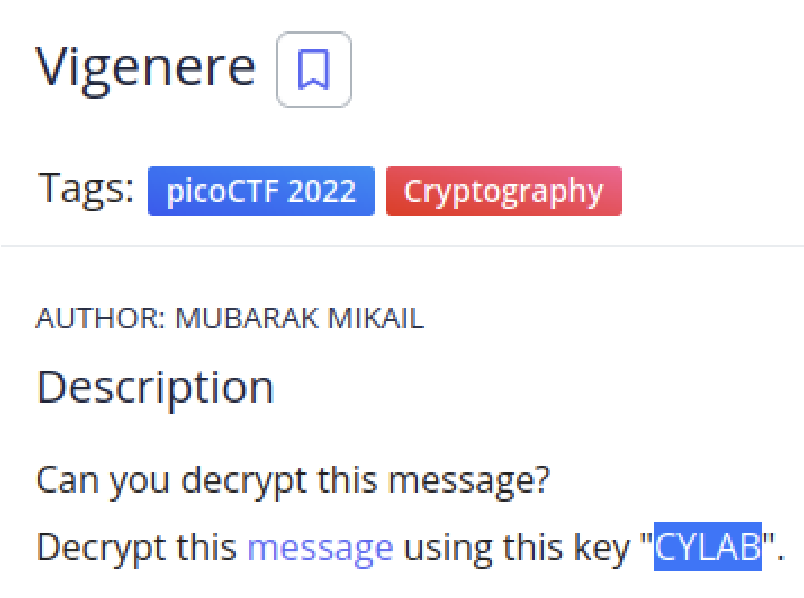 Vigenere
Tags: picoCTF 2022 Cryptography
AUTHOR: MUBARAK MIKAIL
Description
Can you decrypt this message?
Decrypt this message using this key "CYLAB".